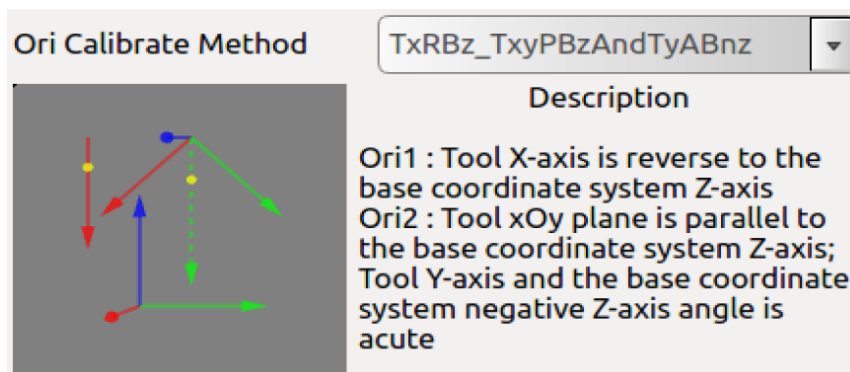 Ori Calibrate Method
TxRBz_TxyPBzAndTyABnz
Description
Ori1 : Tool X-axis is reverse to the
base coordinate system Z-axis
Ori2 : Tool xOy plane is parallel to
the base coordinate system Z-axis;
Tool Y-axis and the base coordinate
system negative Z-axis angle is
acute